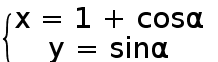 x = 1 + cosα
y = sinα